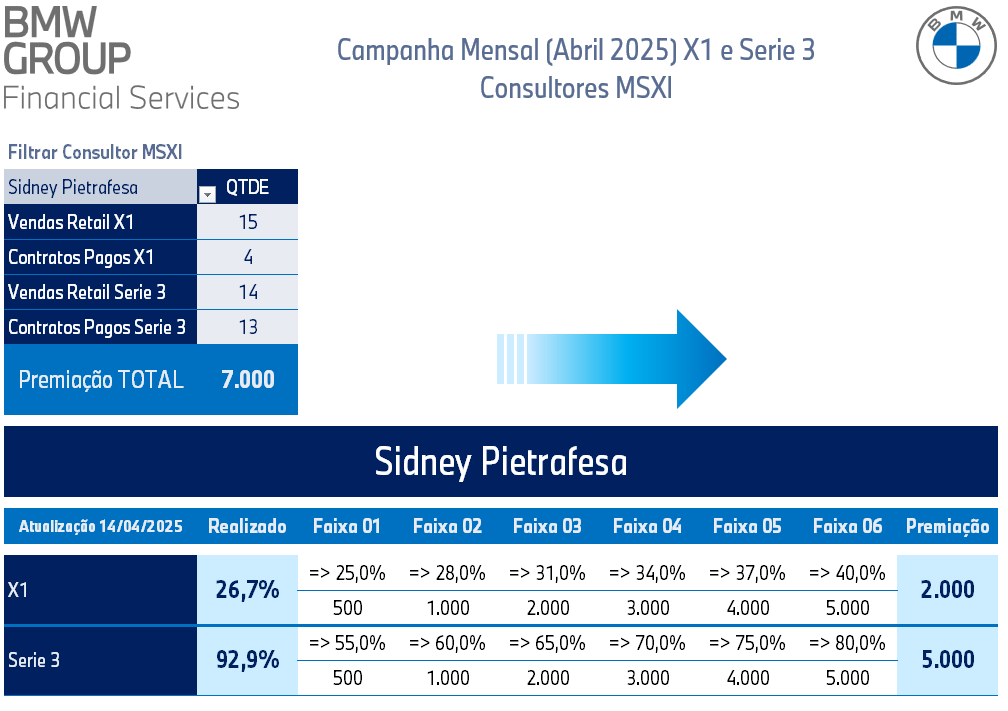 BMW
GROUP
Financial Services
Campanha Mensal (Abril 2025) X1 e Serie 3
Consultores MSXI
BMW
Filtrar Consultor MSXI
Sidney Pietrafesa QTDE
Vendas Retail X1 15
Contratos Pagos X1 4
Vendas Retail Serie 3 14
Contratos Pagos Serie 3 13
Premiação TOTAL 7.000
Sidney Pietrafesa
Atualização 14/04/2025 Realizado Faixa 01 Faixa 02 Faixa 03 Faixa 04 Faixa 05 Faixa 06 Premiação
X1 26,7% => 25,0% => 28,0% => 31,0% => 34,0% => 37,0% => 40,0% 2.000
500 1.000 2.000 3.000 4.000 5.000
Serie 3 92,9% => 55,0% => 60,0% => 65,0% => 70,0% => 75,0% => 80,0% 5.000
500 1.000 2.000 3.000 4.000 5.000